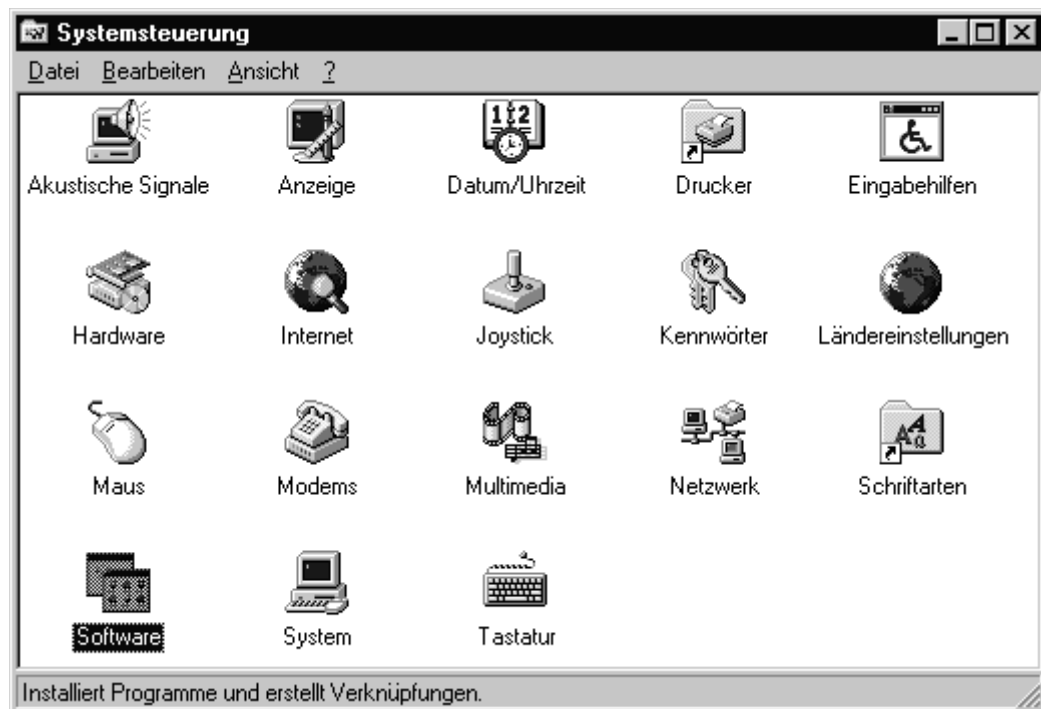 Systemsteuerung
Datei Bearbeiten Ansicht ?
Akustische Signale Anzeige Datum/Uhrzeit Drucker Eingabehilfen
Hardware Internet Joystick Kennwörter Ländereinstellungen
Maus Modems Multimedia Netzwerk Schriftarten
Software System Tastatur
Installiert Programme und erstellt Verknüpfungen.